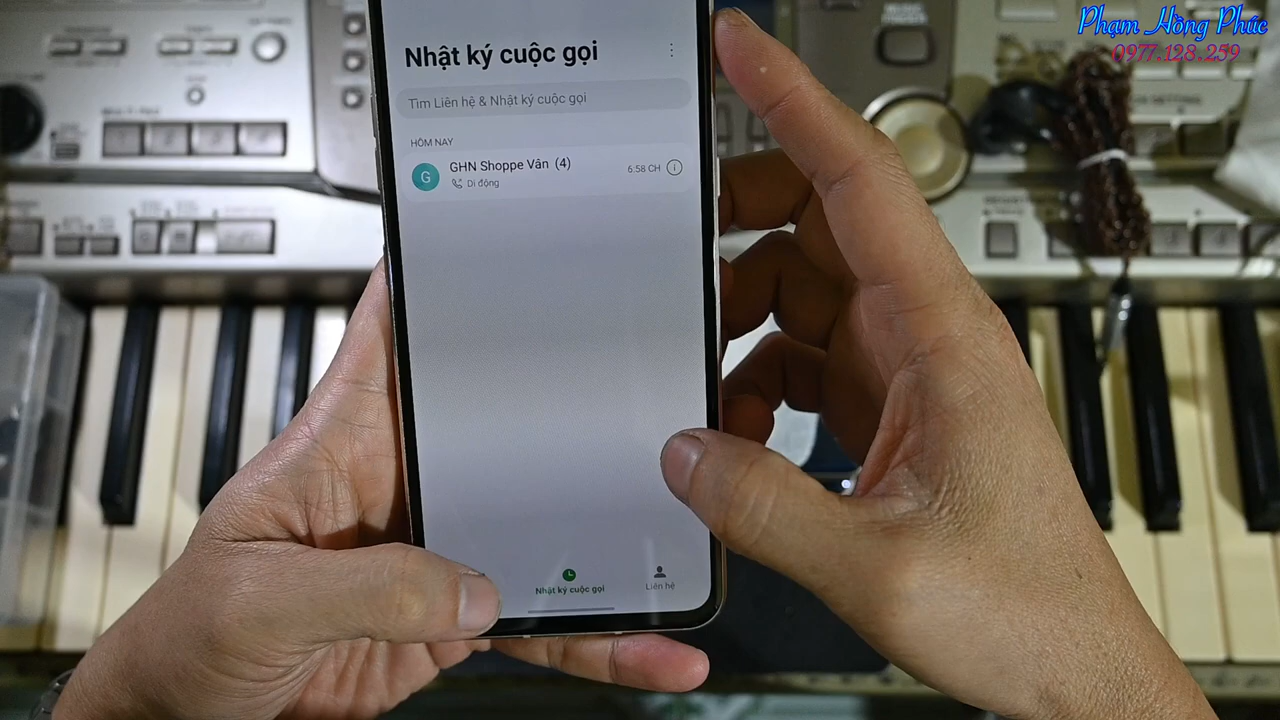 Phạm Hồng Phúc
0977.128.259
Nhật ký cuộc gọi
Tìm Liên hệ & Nhật ký cuộc gọi
HÔM NAY
G
GHN Shoppe Vân (4)
6:58 CH
Di động
Nhật ký cuộc gọi
Liên hệ